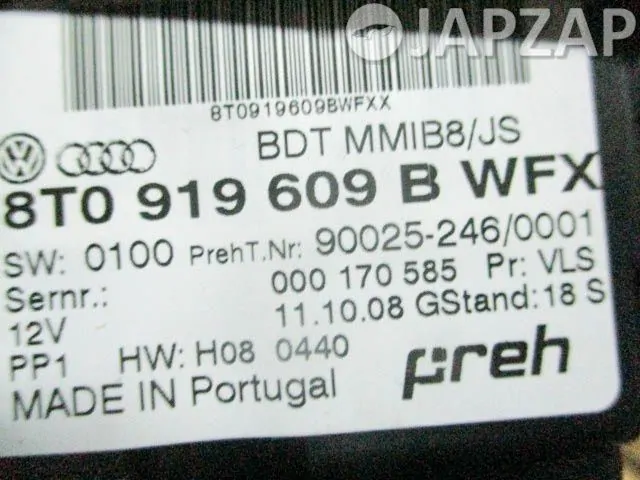 JAPZAP
8T0919609BWFXX
BDT MMIB8/JS
8T0 919 609 B WFX
SW: 0100 PrehT.Nr: 90025-246/0001
Sernr.: 000 170 585 Pr: VLS
12V 11.10.08 GStand: 18 S
PP1 HW: H08 0440
preh
MADE IN Portugal